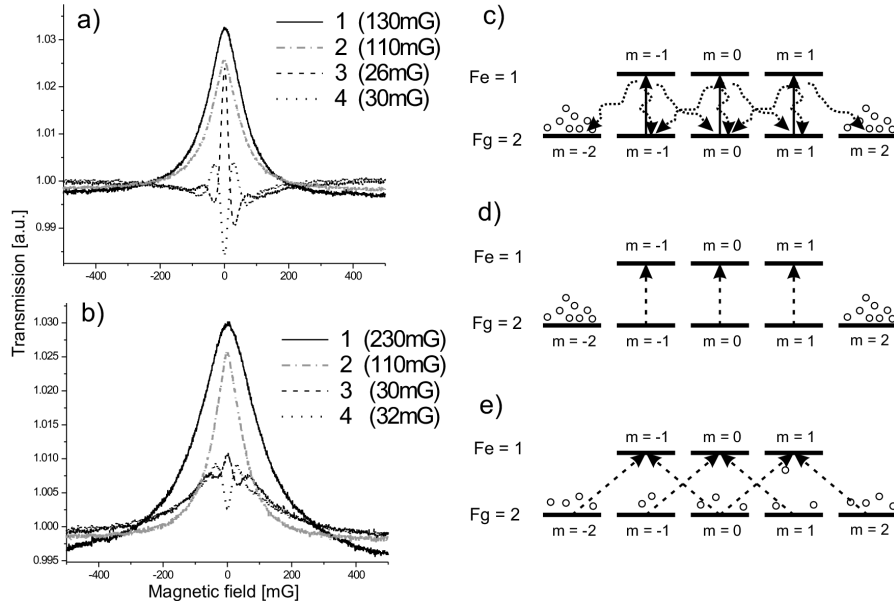 a)
1 (130mG)
2 (110mG)
3 (26mG)
4 (30mG)
1.03
1.02
1.01
1.00
0.99
-400 -200 0 200 400
Transmission [a.u.]
b)
1 (230mG)
2 (110mG)
3 (30mG)
4 (32mG)
1.030
1.025
1.020
1.015
1.010
1.005
1.000
0.995
-400 -200 0 200 400
Magnetic field [mG]
c)
m = -1 m = 0 m = 1
Fe = 1
Fg = 2
m = -2 m = -1 m = 0 m = 1 m = 2
d)
m = -1 m = 0 m = 1
Fe = 1
Fg = 2
m = -2 m = -1 m = 0 m = 1 m = 2
e)
m = -1 m = 0 m = 1
Fe = 1
Fg = 2
m = -2 m = -1 m = 0 m = 1 m = 2